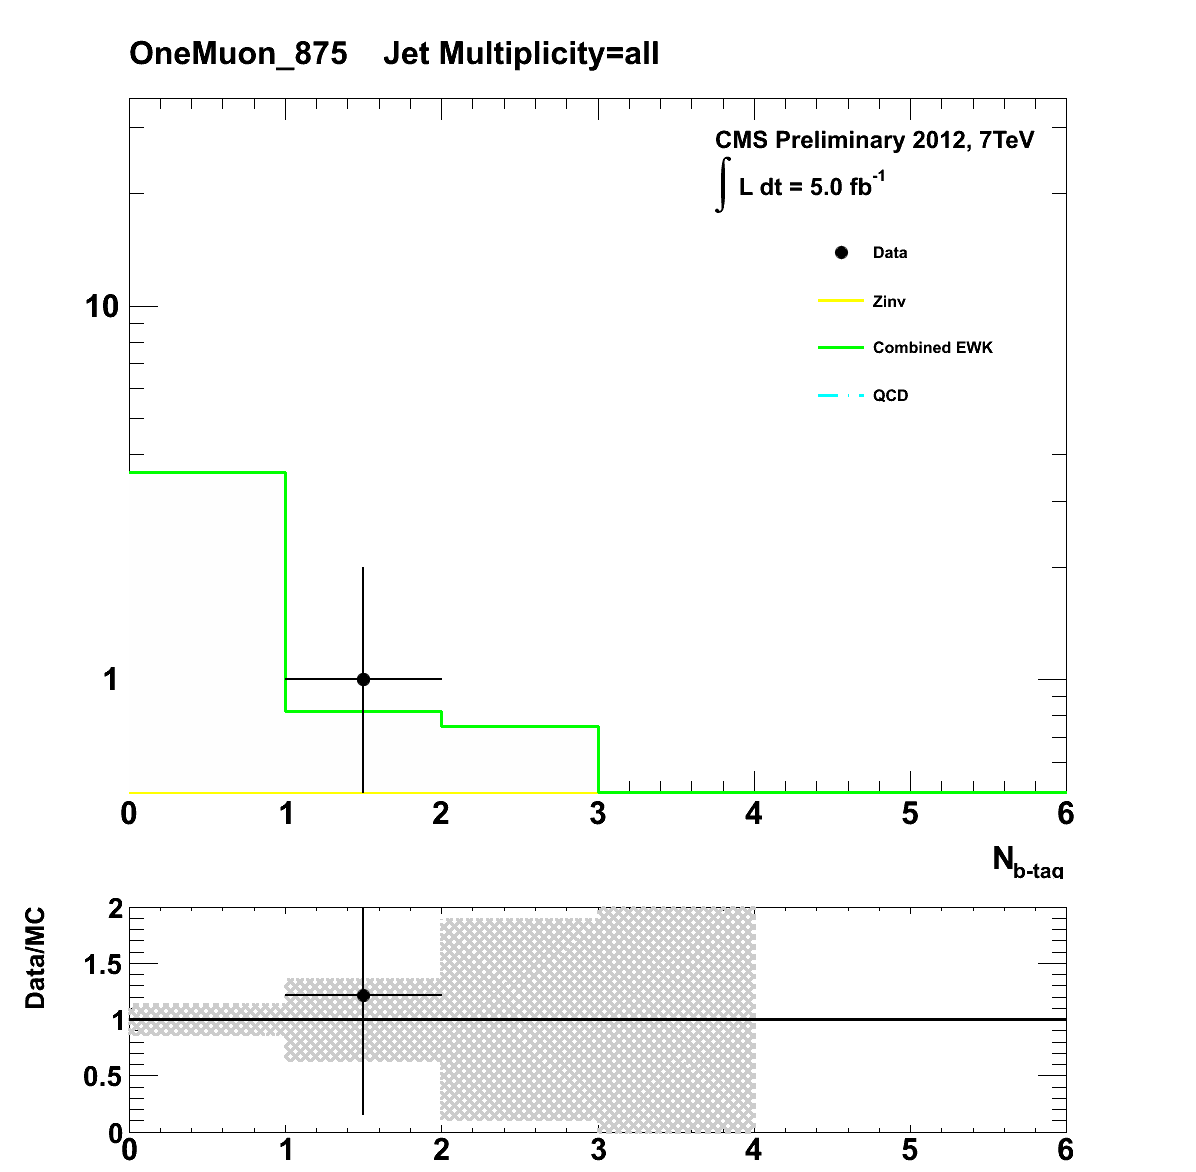 OneMuon_875    Jet Multiplicity=all
CMS Preliminary 2012, 7TeV
∫ L dt = 5.0 fb-1
Data
Zinv
Combined EWK
QCD
10
1
0 1 2 3 4 5 6
Nb-tag
Data/MC
2
1.5
1
0.5
0
0 1 2 3 4 5 6